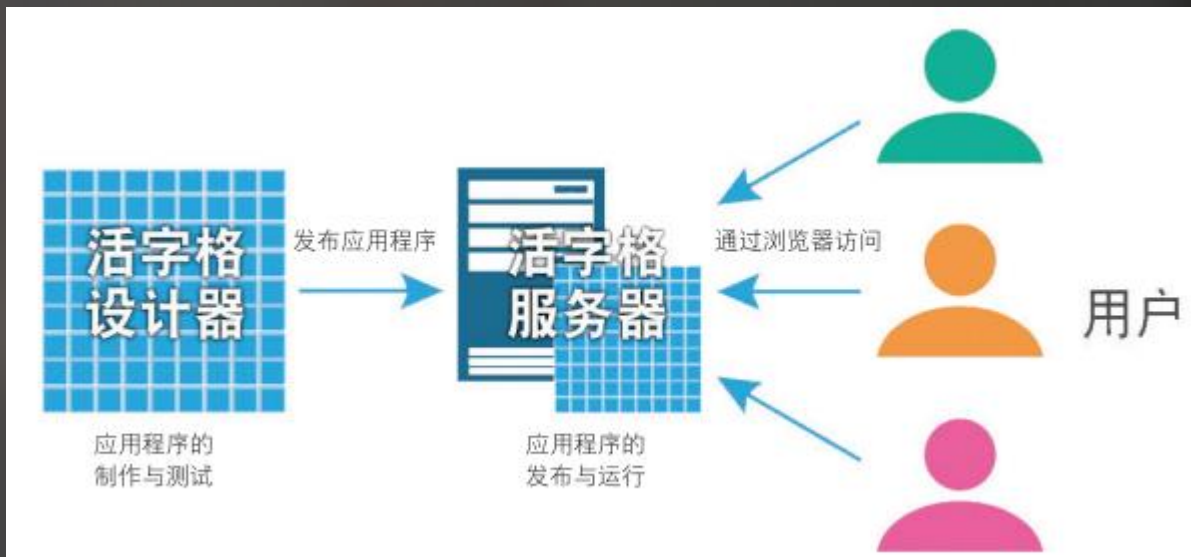 活字格
设计器
发布应用程序
活字格
服务器
通过浏览器访问
用户
应用程序的
制作与测试
应用程序的
发布与运行